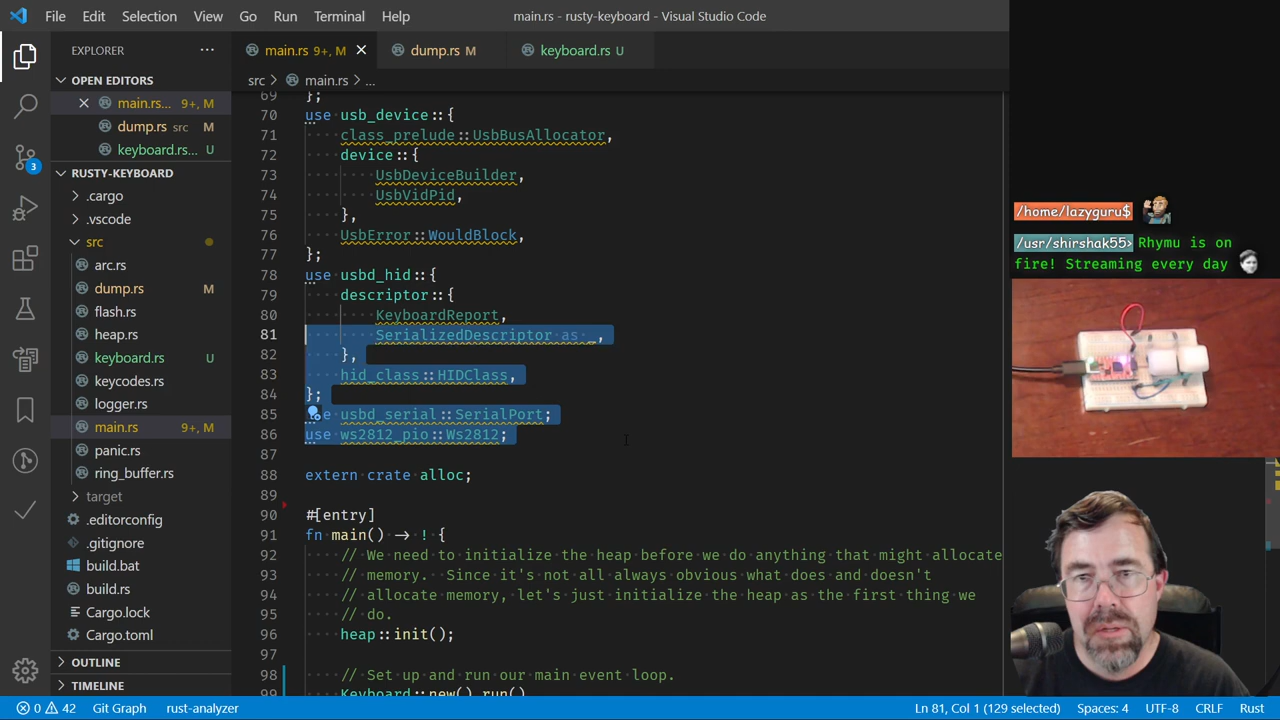 File Edit Selection View Go Run Terminal Help
main.rs - rusty-keyboard - Visual Studio Code
EXPLORER
OPEN EDITORS
main.rs... 9+, M
dump.rs src M
keyboard.rs... U
RUSTY-KEYBOARD
.cargo
.vscode
src
arc.rs
dump.rs M
flash.rs
heap.rs
keyboard.rs U
keycodes.rs
logger.rs
main.rs 9+, M
panic.rs
ring_buffer.rs
target
.editorconfig
.gitignore
build.bat
build.rs
Cargo.lock
Cargo.toml
OUTLINE
TIMELINE
3
main.rs 9+, M
dump.rs M
keyboard.rs U
src > main.rs > ...
69 };
70 use usb_device::{
71 class_prelude::UsbBusAllocator,
72 device::{
73 UsbDeviceBuilder,
74 UsbVidPid,
75 },
76 UsbError::WouldBlock,
77 };
78 use usbd_hid::{
79 descriptor::{
80 KeyboardReport,
81 SerializedDescriptor as _,
82 },
83 hid_class::HIDClass,
84 };
85 use usbd_serial::SerialPort;
86 use ws2812_pio::Ws2812;
87
88 extern crate alloc;
89
90 #[entry]
91 fn main() -> ! {
92 // We need to initialize the heap before we do anything that might allocate
93 // memory. Since it's not all always obvious what does and doesn't
94 // allocate memory, let's just initialize the heap as the first thing we
95 // do.
96 heap::init();
97
98 // Set up and run our main event loop.
99 Keyboard::new().run()
/home/lazyguru$
/usr/shirshak55> Rhymu is on
fire! Streaming every day
0 42 Git Graph rust-analyzer
Ln 81, Col 1 (129 selected) Spaces: 4 UTF-8 CRLF Rust